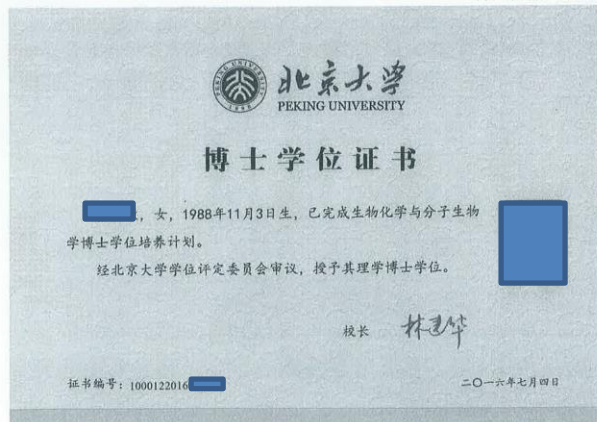 北京大学
PEKING UNIVERSITY
博士学位证书
，女，1988年11月3日生，已完成生物化学与分子生物
学博士学位培养计划。
经北京大学学位评定委员会审议，授予其理学博士学位。
校长 林建华
证书编号：1000122016
二〇一六年七月四日